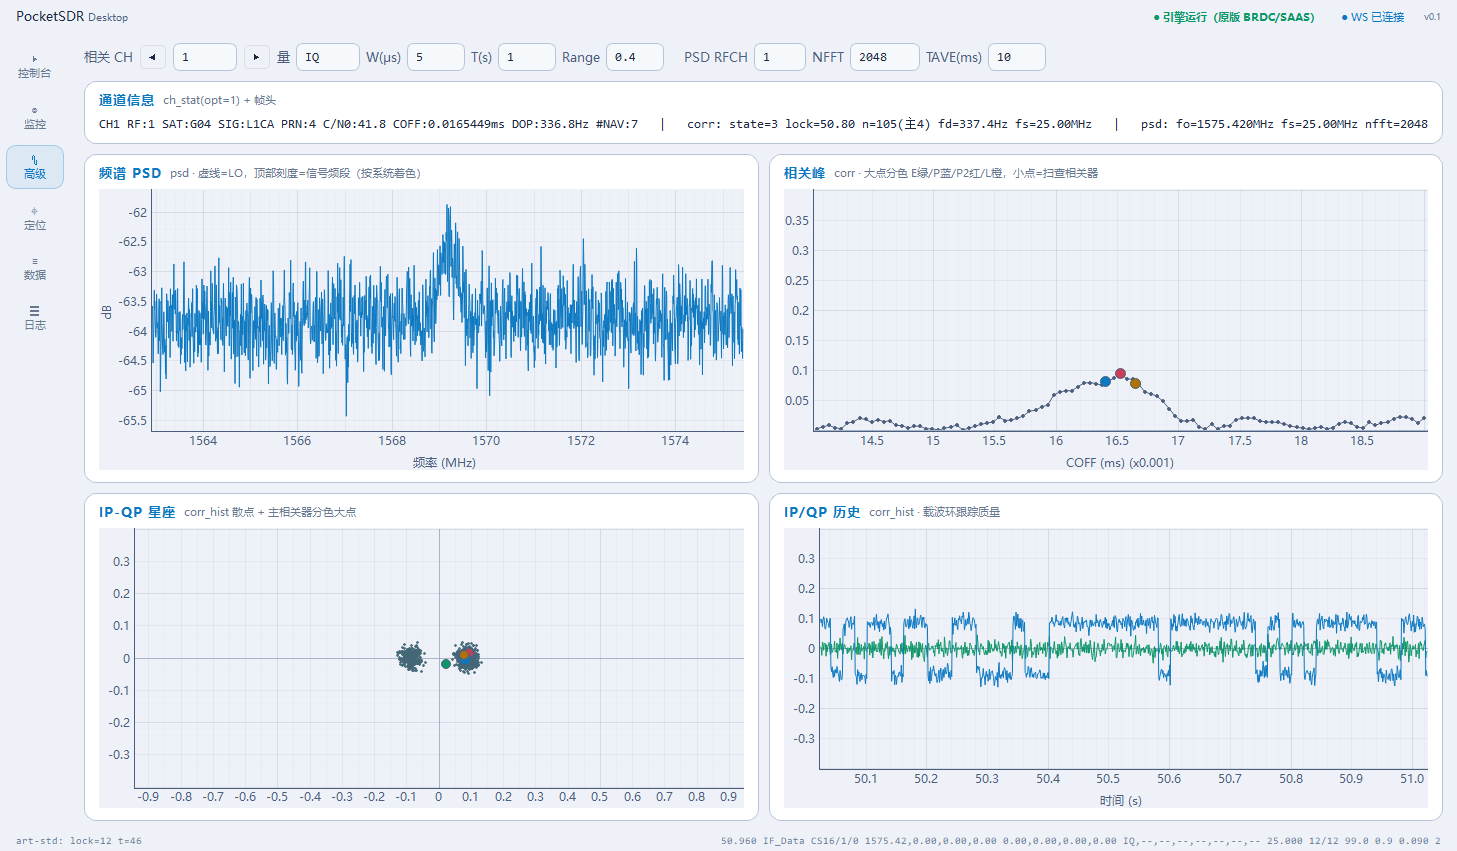 PocketSDR Desktop
● 引擎运行（原版 BRDC/SAAS） ● WS 已连接 v0.1
控制台
监控
高级
定位
数据
日志
相关 CH ◄ 1 ► 量 IQ W(μs) 5 T(s) 1 Range 0.4 PSD RFCH 1 NFFT 2048 TAVE(ms) 10
通道信息 ch_stat(opt=1) + 帧头
CH1 RF:1 SAT:G04 SIG:L1CA PRN:4 C/N0:41.8 COFF:0.0165449ms DOP:336.8Hz #NAV:7 | corr: state=3 lock=50.80 n=105(主4) fd=337.4Hz fs=25.00MHz | psd: fo=1575.420MHz fs=25.00MHz nfft=2048
频谱 PSD psd · 虚线=LO，顶部刻度=信号频段（按系统着色）
-62
-62.5
-63
-63.5
-64
-64.5
-65
-65.5
dB
1564 1566 1568 1570 1572 1574
频率 (MHz)
相关峰 corr · 大点分色 E绿/P蓝/P2红/L橙，小点=扫查相关器
0.35
0.3
0.25
0.2
0.15
0.1
0.05
14.5 15 15.5 16 16.5 17 17.5 18 18.5
COFF (ms) (x0.001)
IP-QP 星座 corr_hist 散点 + 主相关器分色大点
0.3
0.2
0.1
0
-0.1
-0.2
-0.3
-0.9 -0.8 -0.7 -0.6 -0.5 -0.4 -0.3 -0.2 -0.1 0 0.1 0.2 0.3 0.4 0.5 0.6 0.7 0.8 0.9
IP/QP 历史 corr_hist · 载波环跟踪质量
0.3
0.2
0.1
0
-0.1
-0.2
-0.3
50.1 50.2 50.3 50.4 50.5 50.6 50.7 50.8 50.9 51.0
时间 (s)
art-std: lock=12 t=46
50.960 IF_Data CS16/1/0 1575.42,0.00,0.00,0.00 0.00,0.00,0.00,0.00 IQ,--,--,--,--,--,--,-- 25.000 12/12 99.0 0.9 0.090 2